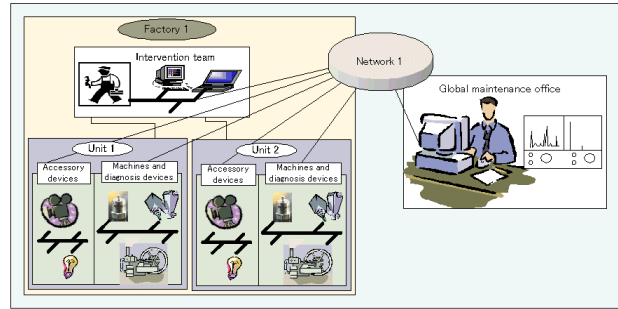 Factory 1
Intervention team
Network 1
Global maintenance office
Unit 1
Unit 2
Accessory
devices
Machines and
diagnosis devices
Accessory
devices
Machines and
diagnosis devices